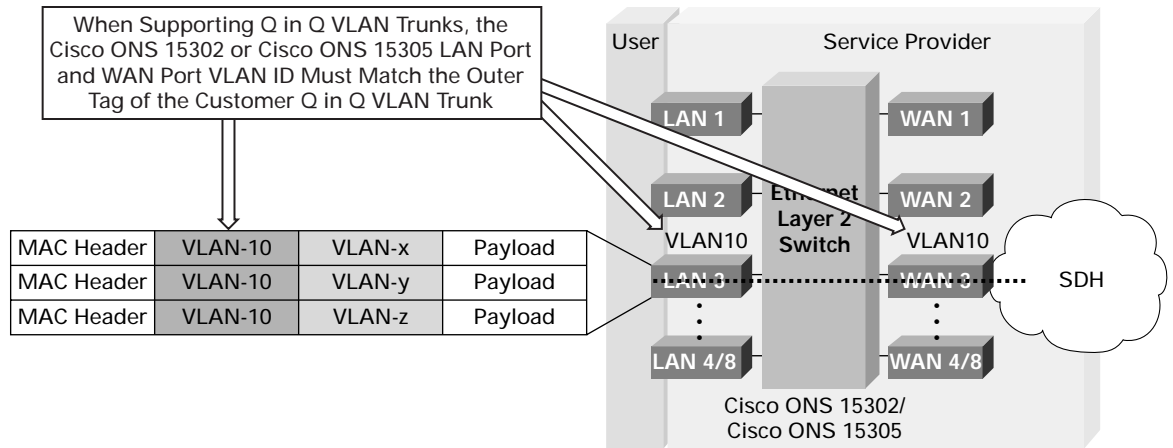 When Supporting Q in Q VLAN Trunks, the
Cisco ONS 15302 or Cisco ONS 15305 LAN Port
and WAN Port VLAN ID Must Match the Outer
Tag of the Customer Q in Q VLAN Trunk
User
Service Provider
LAN 1
WAN 1
LAN 2
Ethernet
Layer 2
Switch
WAN 2
VLAN10
VLAN10
MAC Header VLAN-10 VLAN-x Payload
MAC Header VLAN-10 VLAN-y Payload
MAC Header VLAN-10 VLAN-z Payload
LAN 3
WAN 3
SDH
LAN 4/8
WAN 4/8
Cisco ONS 15302/
Cisco ONS 15305